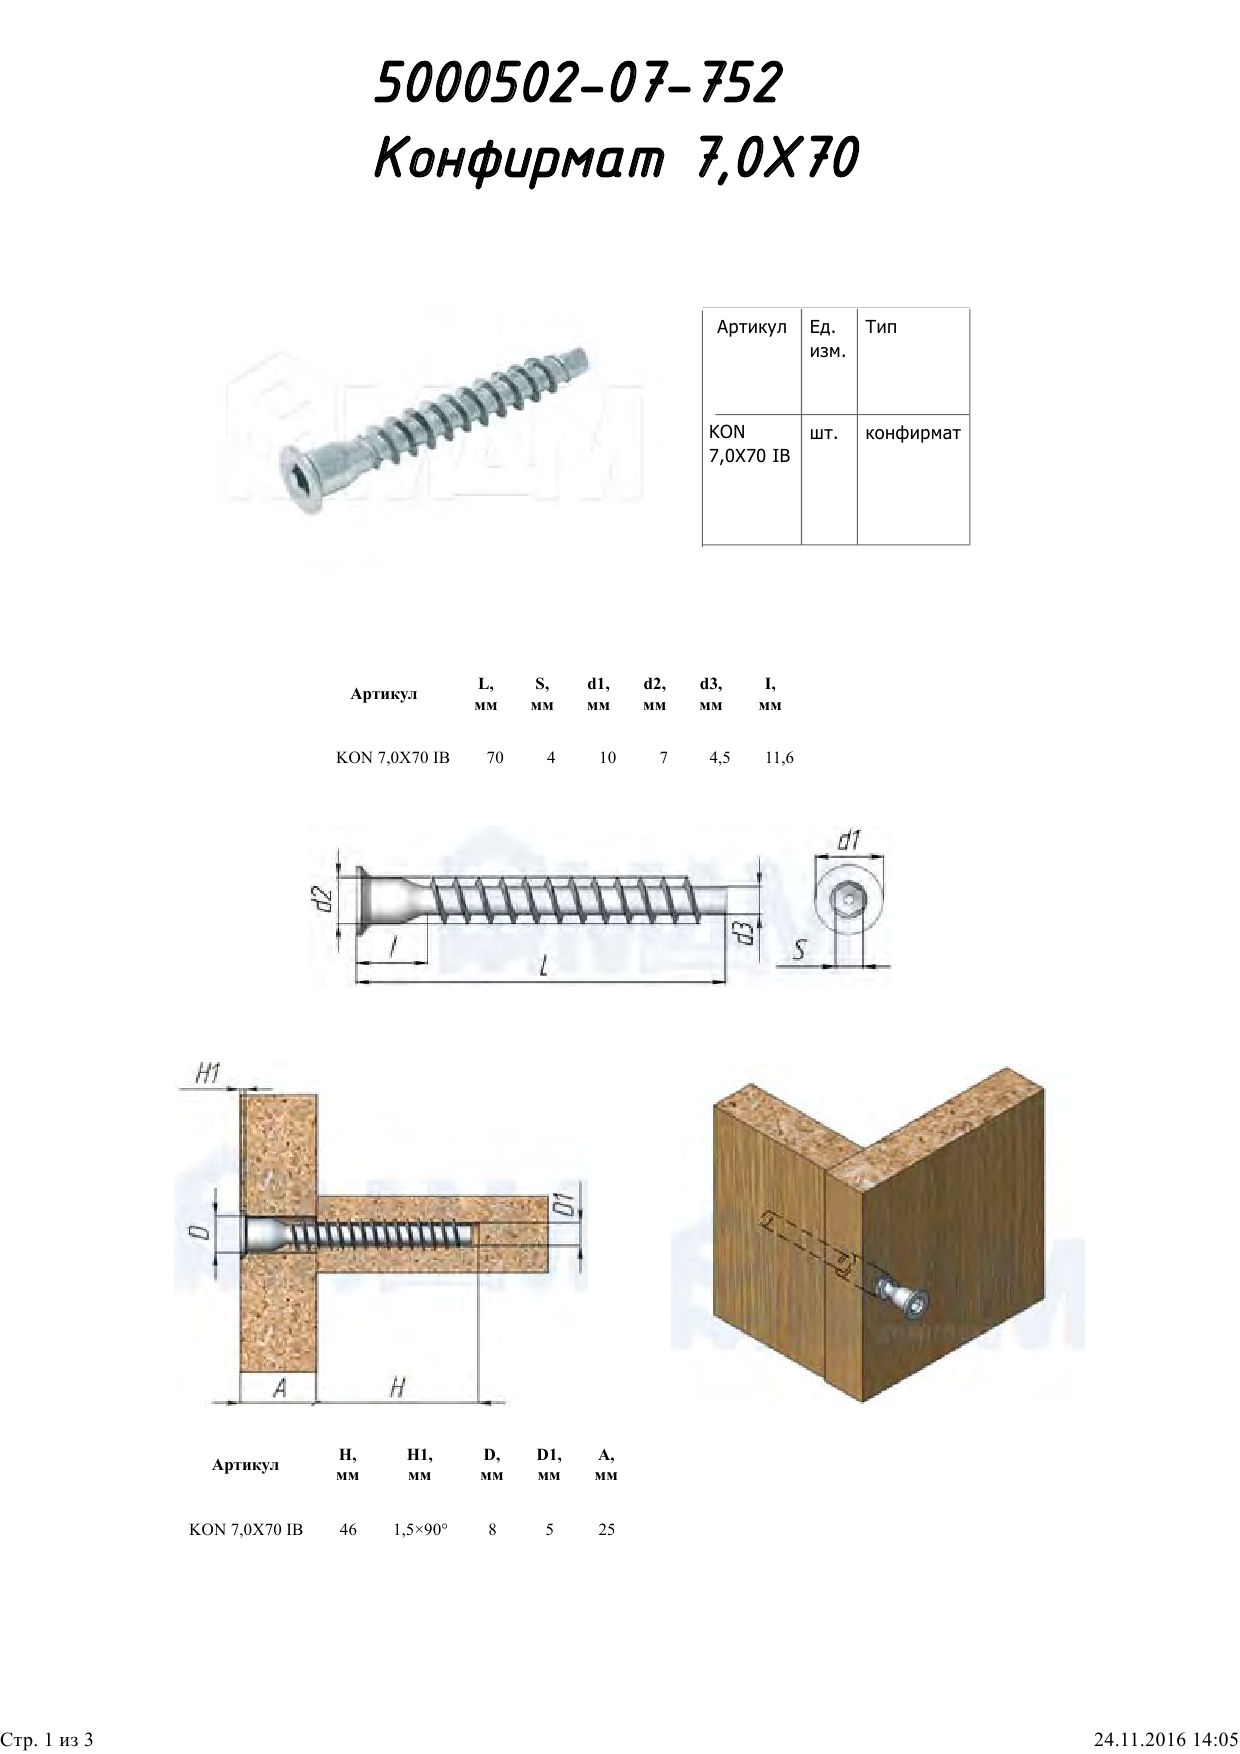 5000502-07-752
Конфирмат 7,0X70
Артикул Ед. изм. Тип
KON 7,0X70 IB шт. конфирмат
Артикул L, мм S, мм d1, мм d2, мм d3, мм I, мм
KON 7,0X70 IB 70 4 10 7 4,5 11,6
d1
d2
d3
S
l
L
H1
D
D1
A
H
Артикул H, мм H1, мм D, мм D1, мм A, мм
KON 7,0X70 IB 46 1,5×90° 8 5 25
Стр. 1 из 3
24.11.2016 14:05